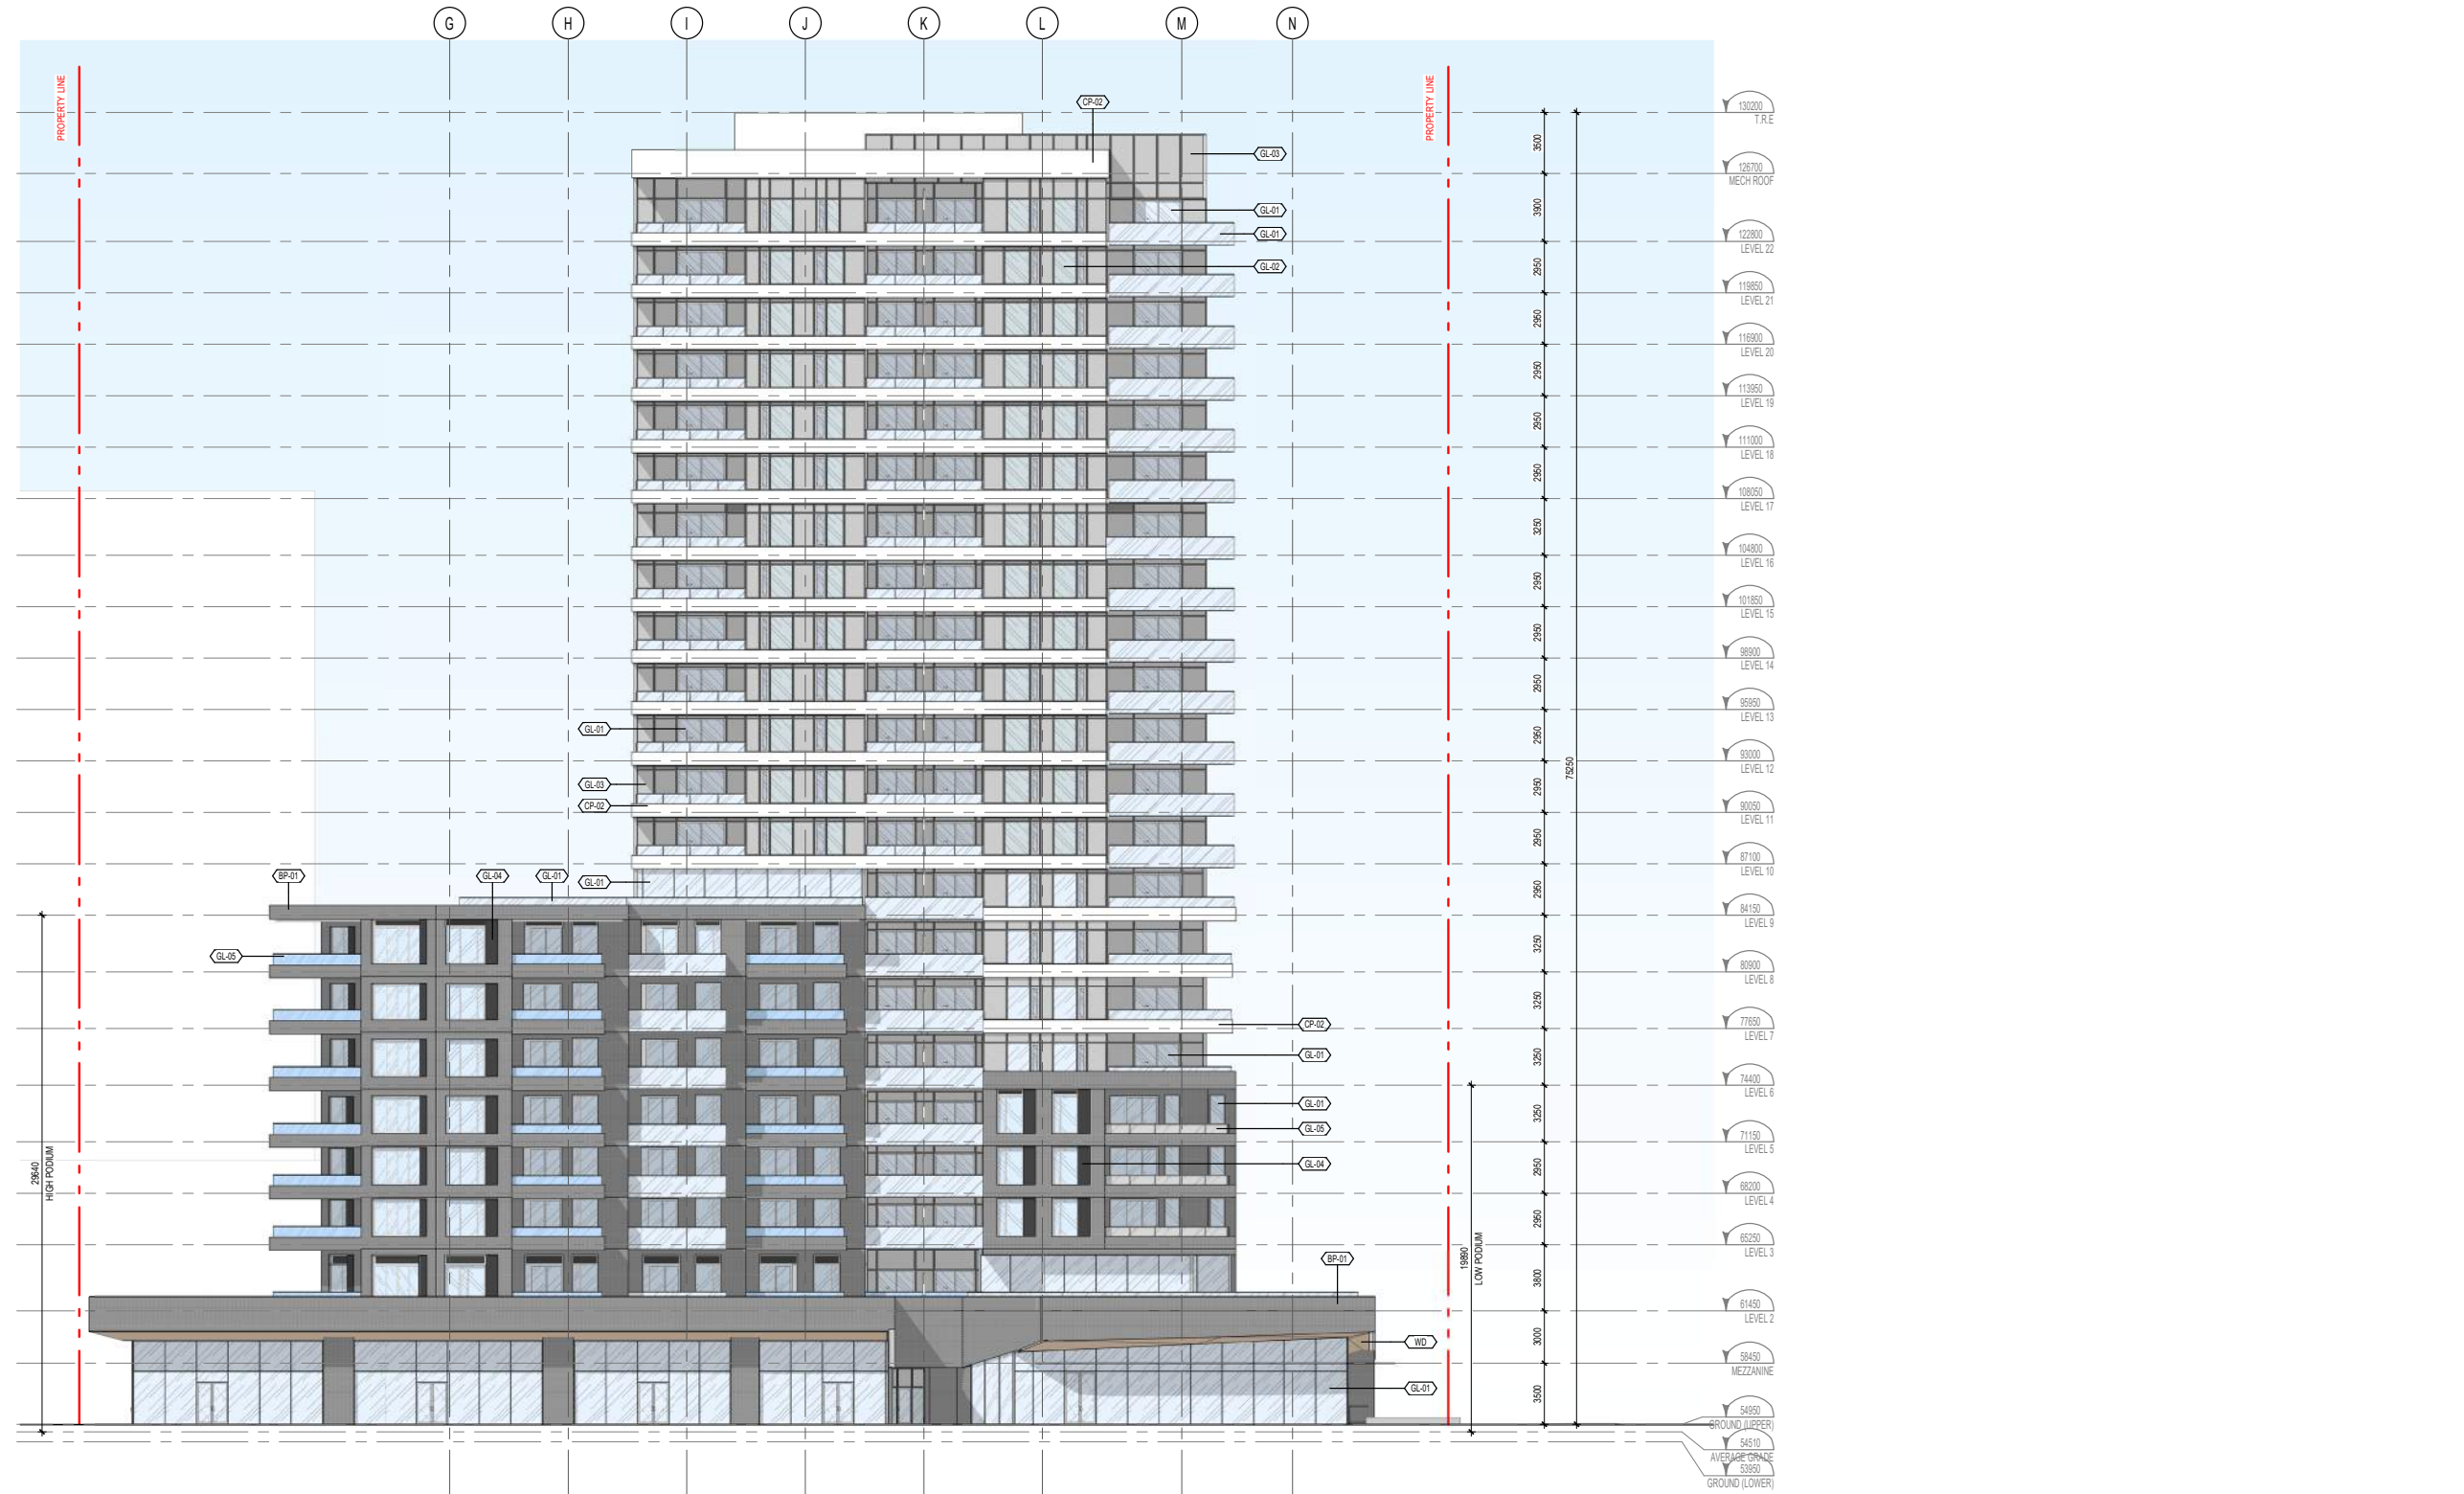 G H I J K L M N
PROPERTY LINE
PROPERTY LINE
CP-02
GL-03
GL-01
GL-01
GL-02
GL-01
GL-03
CP-02
GL-01
BP-01
GL-04
GL-01
GL-05
CP-02
GL-01
GL-01
GL-05
GL-04
BP-01
WD
GL-01
29640
HIGH PODIUM
19890
LOW PODIUM
75250
3500
3900
2950
2950
2950
2950
2950
3250
2950
2950
2950
2950
2950
2950
2950
3250
3250
3250
3250
2950
2950
3800
3000
3500
130200
T.R.E
126700
MECH ROOF
122800
LEVEL 22
119850
LEVEL 21
116900
LEVEL 20
113950
LEVEL 19
111000
LEVEL 18
108050
LEVEL 17
104800
LEVEL 16
101850
LEVEL 15
98900
LEVEL 14
95950
LEVEL 13
93000
LEVEL 12
90050
LEVEL 11
87100
LEVEL 10
84150
LEVEL 9
80900
LEVEL 8
77650
LEVEL 7
74400
LEVEL 6
71150
LEVEL 5
68200
LEVEL 4
65250
LEVEL 3
61450
LEVEL 2
58450
MEZZANINE
54950
GROUND (UPPER)
54510
AVERAGE GRADE
53950
GROUND (LOWER)